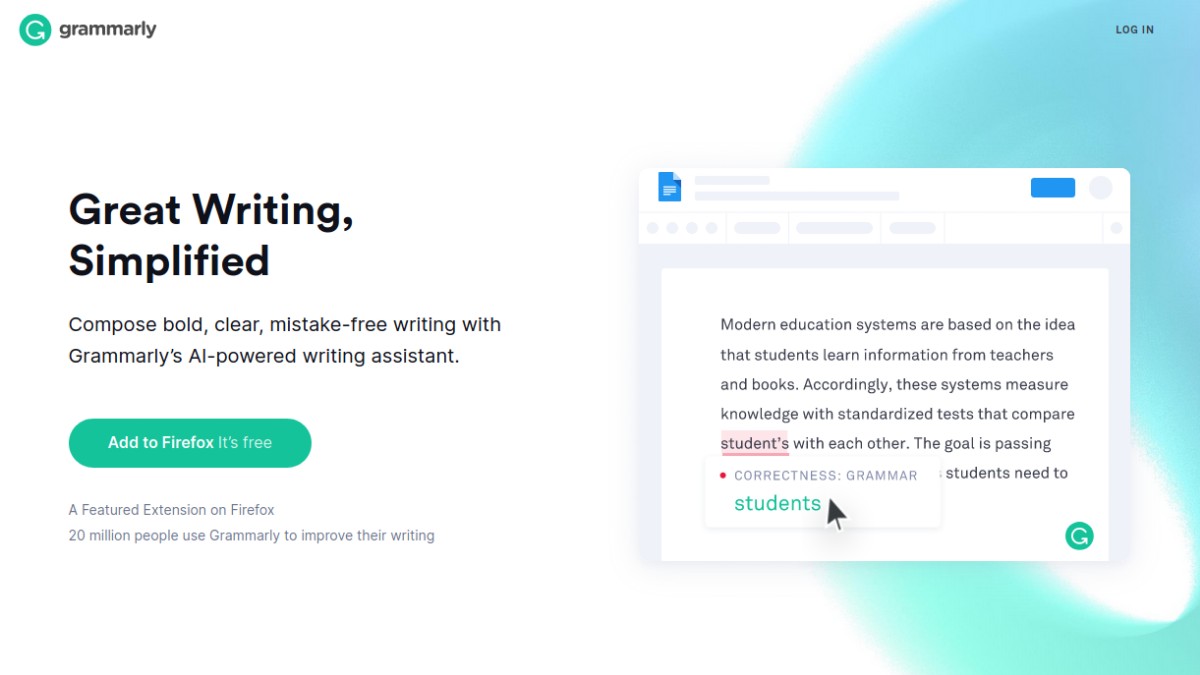 grammarly
LOG IN
Great Writing,
Simplified
Compose bold, clear, mistake-free writing with
Grammarly's AI-powered writing assistant.
Add to Firefox It's free
A Featured Extension on Firefox
20 million people use Grammarly to improve their writing
Modern education systems are based on the idea
that students learn information from teachers
and books. Accordingly, these systems measure
knowledge with standardized tests that compare
student's with each other. The goal is passing
students need to
CORRECTNESS: GRAMMAR
students